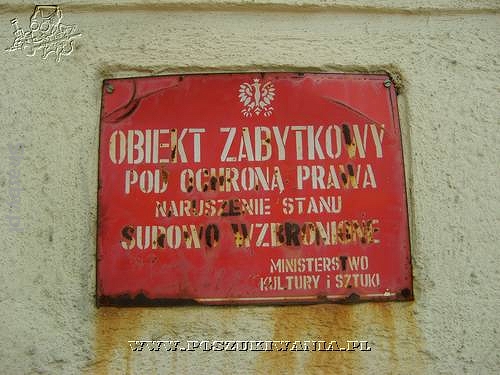 OBIEKT ZABYTKOWY
POD OCHRONĄ PRAWA
NARUSZENIE STANU
SUROWO WZBRONIONE
MINISTERSTWO
KULTURY i SZTUKI
WWW.POSZUKIWANIA.PL